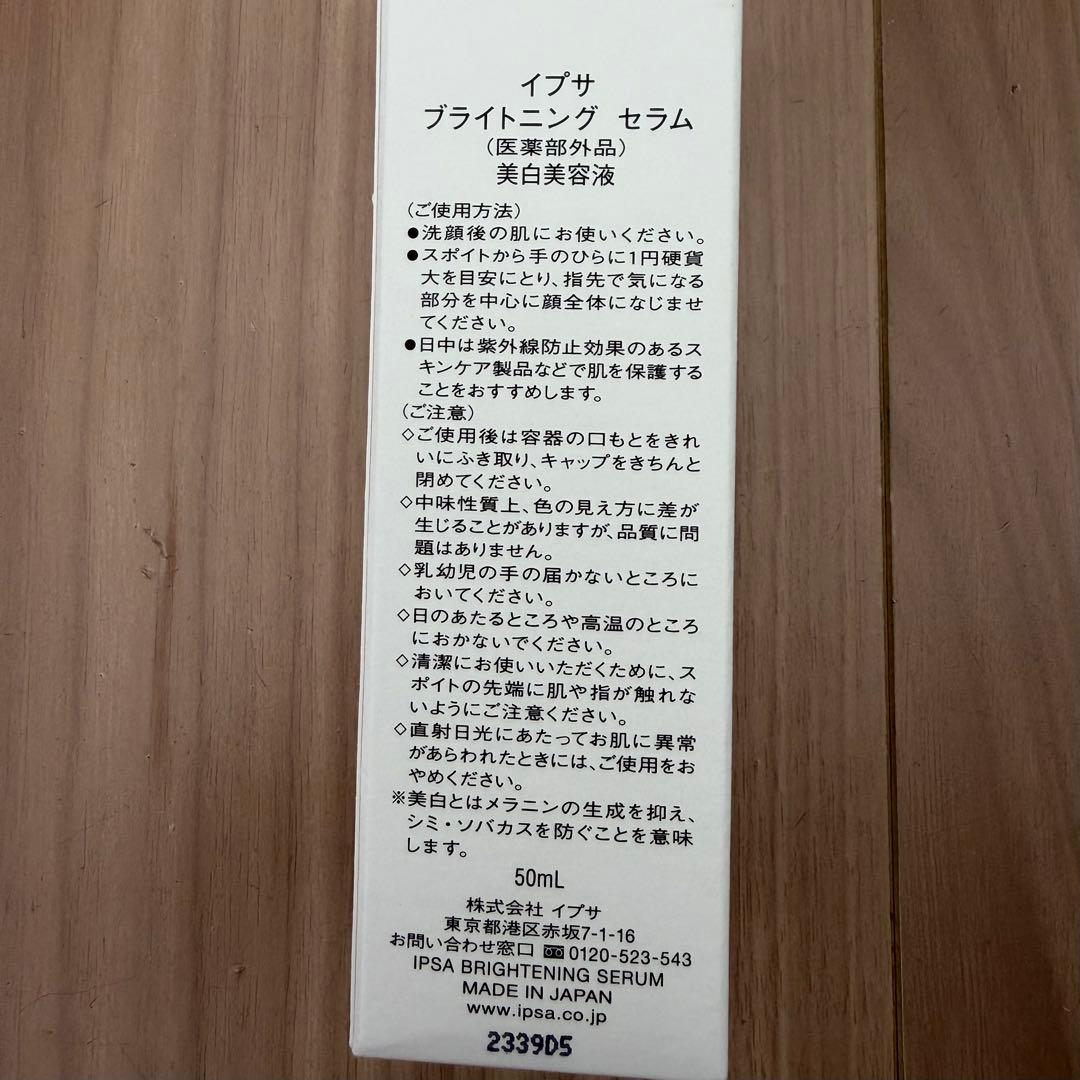 イプサ
ブライトニング セラム
（医薬部外品）
美白美容液
（ご使用方法）
●洗顔後の肌にお使いください。
●スポイトから手のひらに1円硬貨
大を目安にとり、指先で気になる
部分を中心に顔全体になじませ
てください。
●日中は紫外線防止効果のあるス
キンケア製品などで肌を保護する
ことをおすすめします。
（ご注意）
◇ご使用後は容器の口もとをきれ
いにふき取り、キャップをきちんと
閉めてください。
◇中味性質上、色の見え方に差が
生じることがありますが、品質に問
題はありません。
◇乳幼児の手の届かないところに
おいてください。
◇日のあたるところや高温のところ
におかないでください。
◇清潔にお使いいただくために、ス
ポイトの先端に肌や指が触れな
いようにご注意ください。
◇直射日光にあたってお肌に異常
があらわれたときには、ご使用をお
やめください。
※美白とはメラニンの生成を抑え、
シミ・ソバカスを防ぐことを意味
します。
50mL
株式会社 イプサ
東京都港区赤坂7-1-16
お問い合わせ窓口 0120-523-543
IPSA BRIGHTENING SERUM
MADE IN JAPAN
www.ipsa.co.jp
2339D5